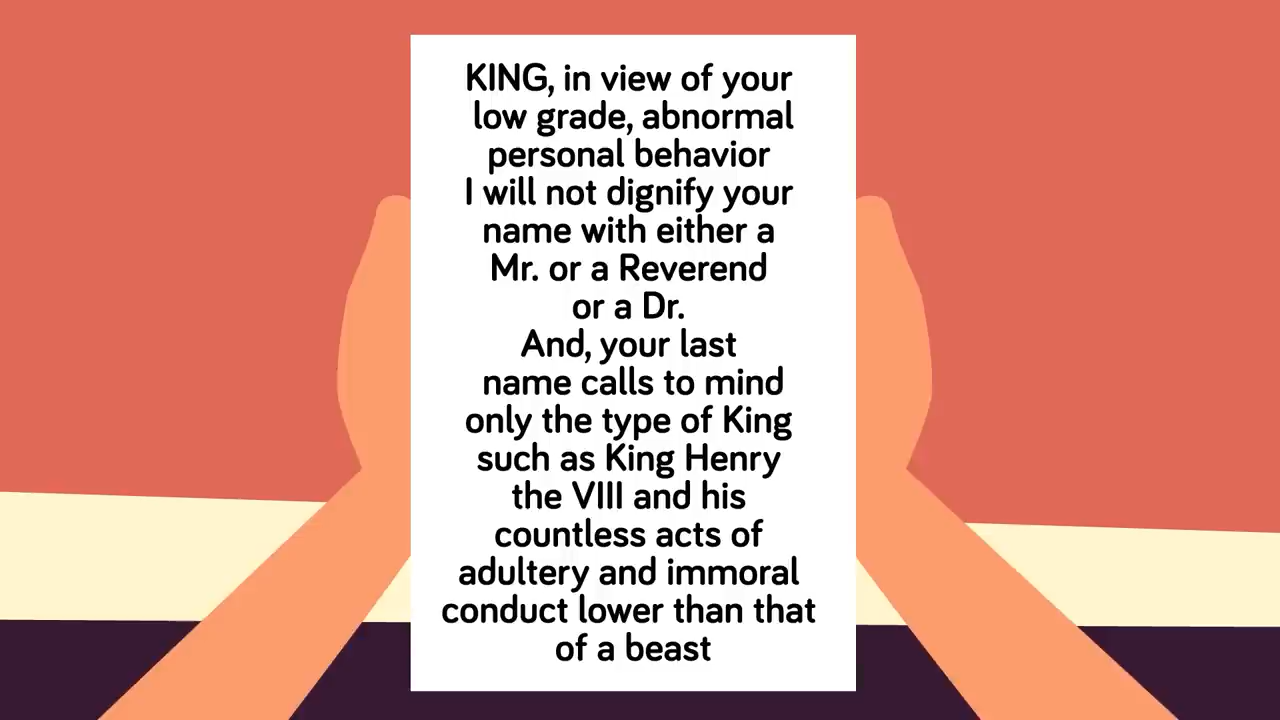 KING, in view of your
low grade, abnormal
personal behavior
I will not dignify your
name with either a
Mr. or a Reverend
or a Dr.
And, your last
name calls to mind
only the type of King
such as King Henry
the VIII and his
countless acts of
adultery and immoral
conduct lower than that
of a beast